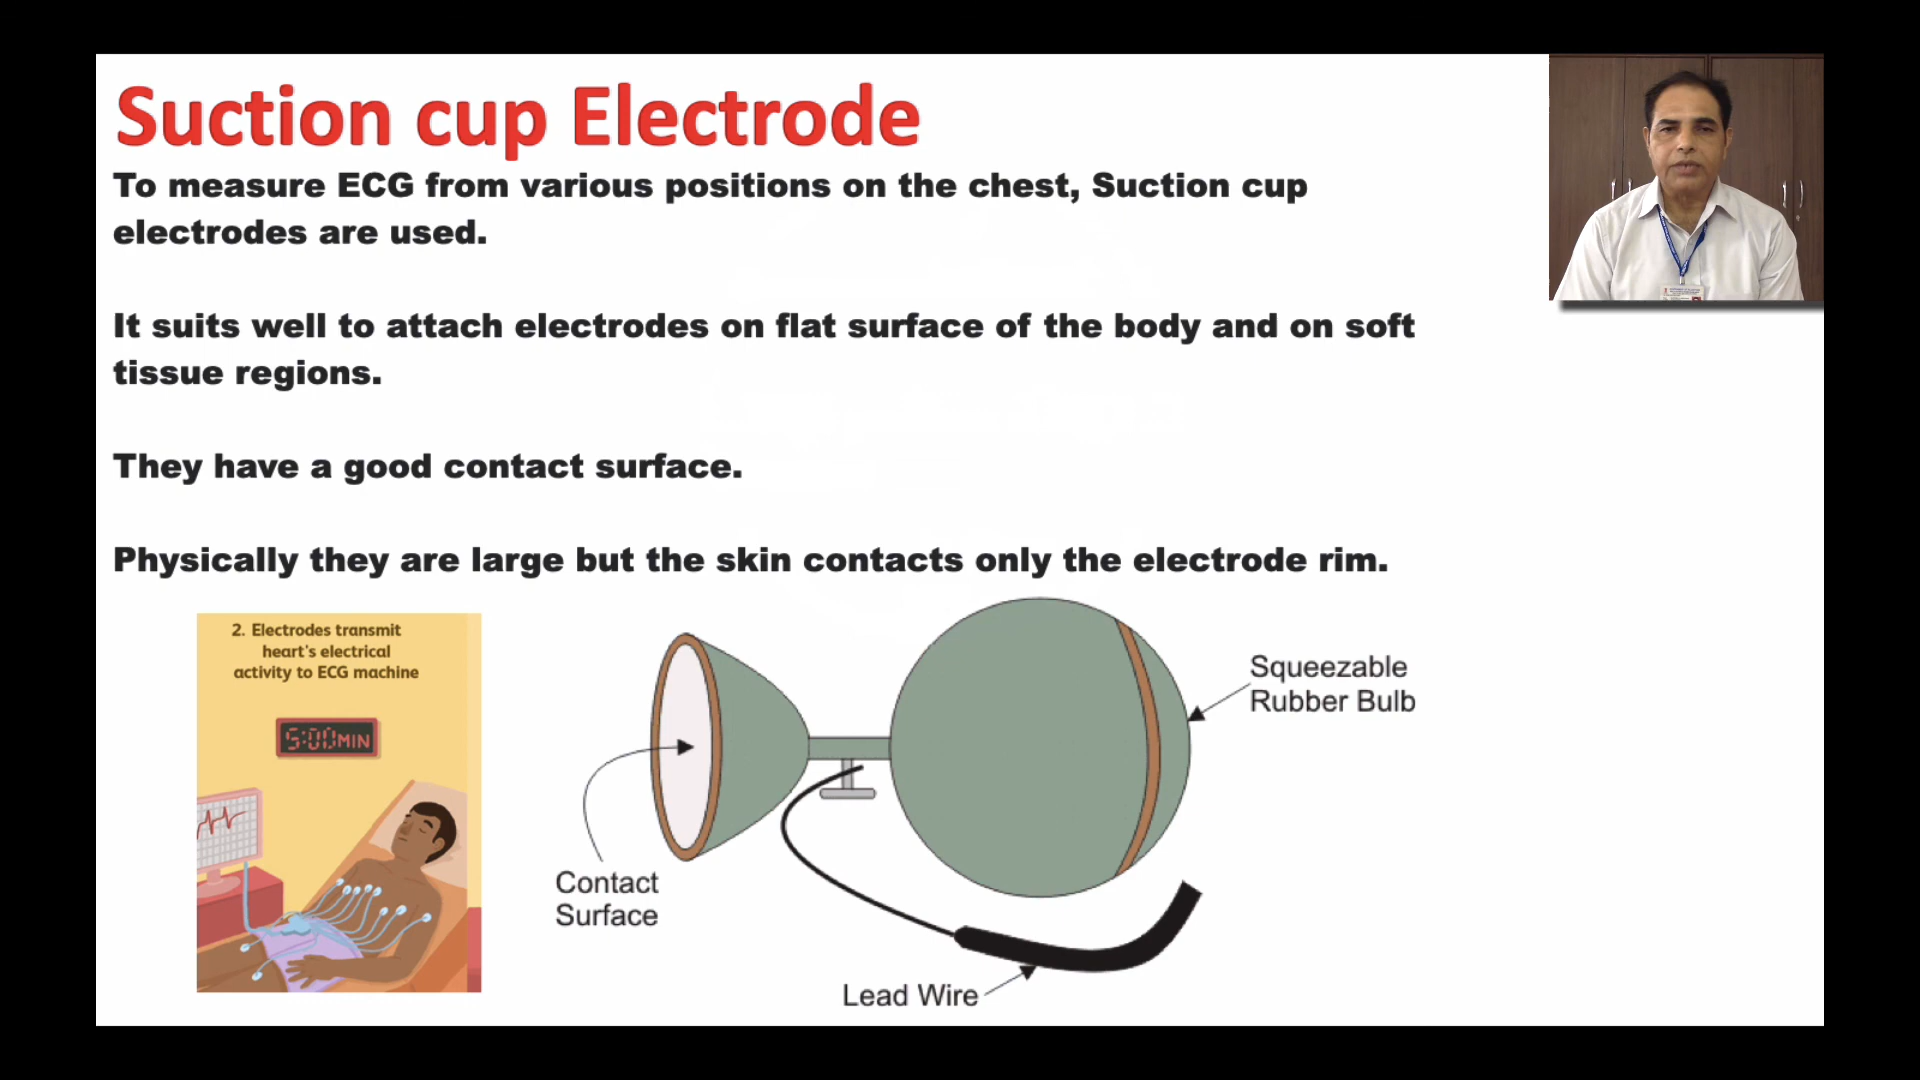 Suction cup Electrode
To measure ECG from various positions on the chest, Suction cup
electrodes are used.
It suits well to attach electrodes on flat surface of the body and on soft
tissue regions.
They have a good contact surface.
Physically they are large but the skin contacts only the electrode rim.
2. Electrodes transmit
heart's electrical
activity to ECG machine
5:00MIN
Squeezable
Rubber Bulb
Contact
Surface
Lead Wire